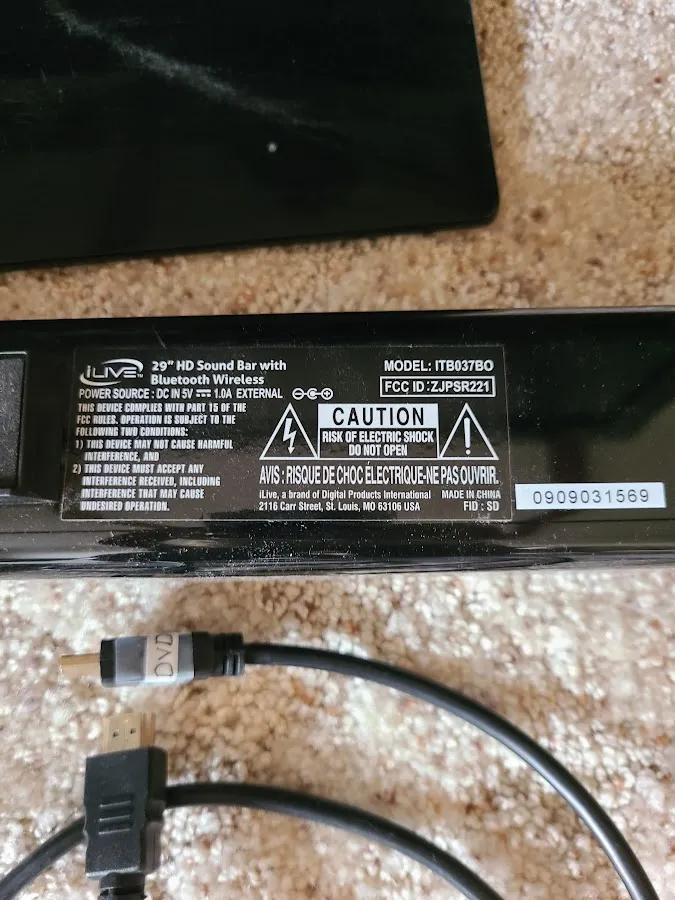 iLIVE™
29" HD Sound Bar with
Bluetooth Wireless
MODEL: ITB037BO
FCC ID:ZJPSR221
POWER SOURCE : DC IN 5V ⎓ 1.0A EXTERNAL
THIS DEVICE COMPLIES WITH PART 15 OF THE
FCC RULES. OPERATION IS SUBJECT TO THE
FOLLOWING TWO CONDITIONS:
1) THIS DEVICE MAY NOT CAUSE HARMFUL
INTERFERENCE, AND
2) THIS DEVICE MUST ACCEPT ANY
INTERFERENCE RECEIVED, INCLUDING
INTERFERENCE THAT MAY CAUSE
UNDESIRED OPERATION.
CAUTION
RISK OF ELECTRIC SHOCK
DO NOT OPEN
AVIS : RISQUE DE CHOC ÉLECTRIQUE-NE PAS OUVRIR.
iLive, a brand of Digital Products International
2116 Carr Street, St. Louis, MO 63106 USA
MADE IN CHINA
FID : SD
0909031569
DVD